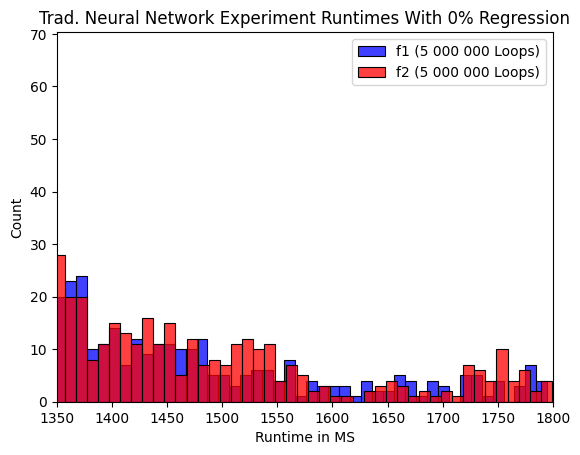 Trad. Neural Network Experiment Runtimes With 0% Regression
f1 (5 000 000 Loops)
f2 (5 000 000 Loops)
70
60
50
40
30
20
10
0
Count
1350 1400 1450 1500 1550 1600 1650 1700 1750 1800
Runtime in MS